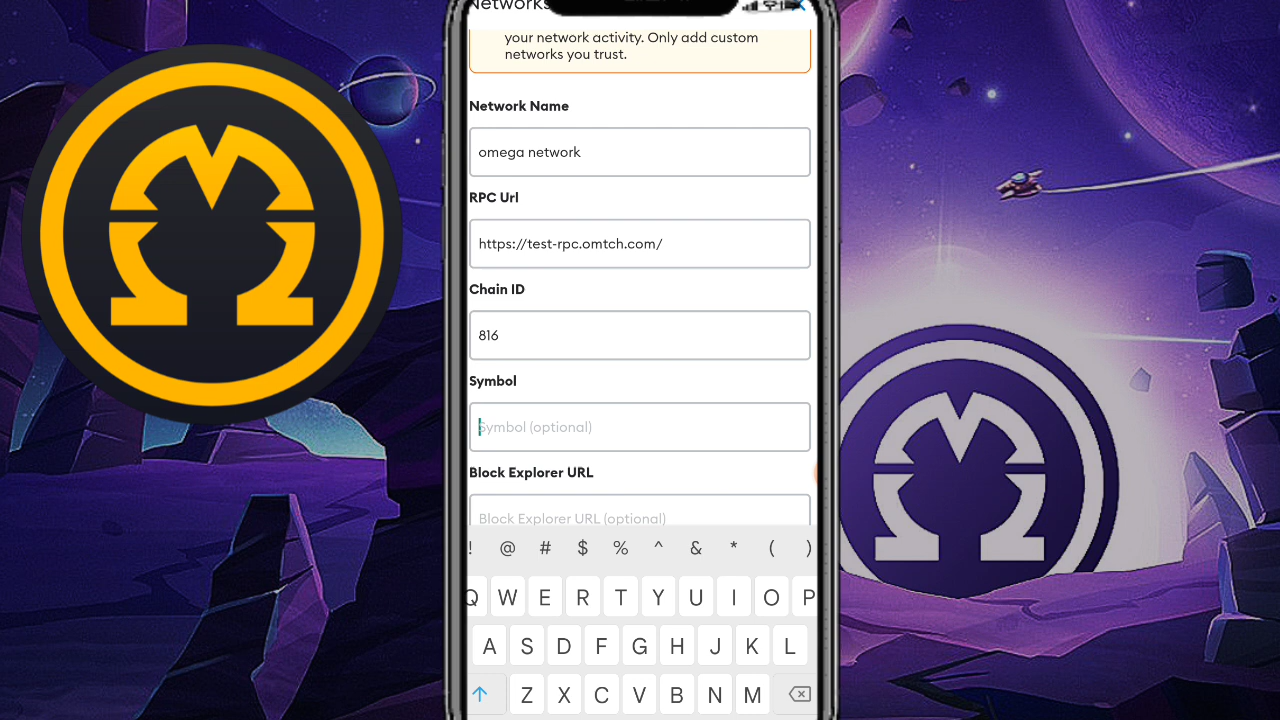 Networks
your network activity. Only add custom
networks you trust.
Network Name
omega network
RPC Url
https://test-rpc.omtch.com/
Chain ID
816
Symbol
Symbol (optional)
Block Explorer URL
Block Explorer URL (optional)
! @ # $ % ^ & * ( )
Q W E R T Y U I O P
A S D F G H J K L
Z X C V B N M